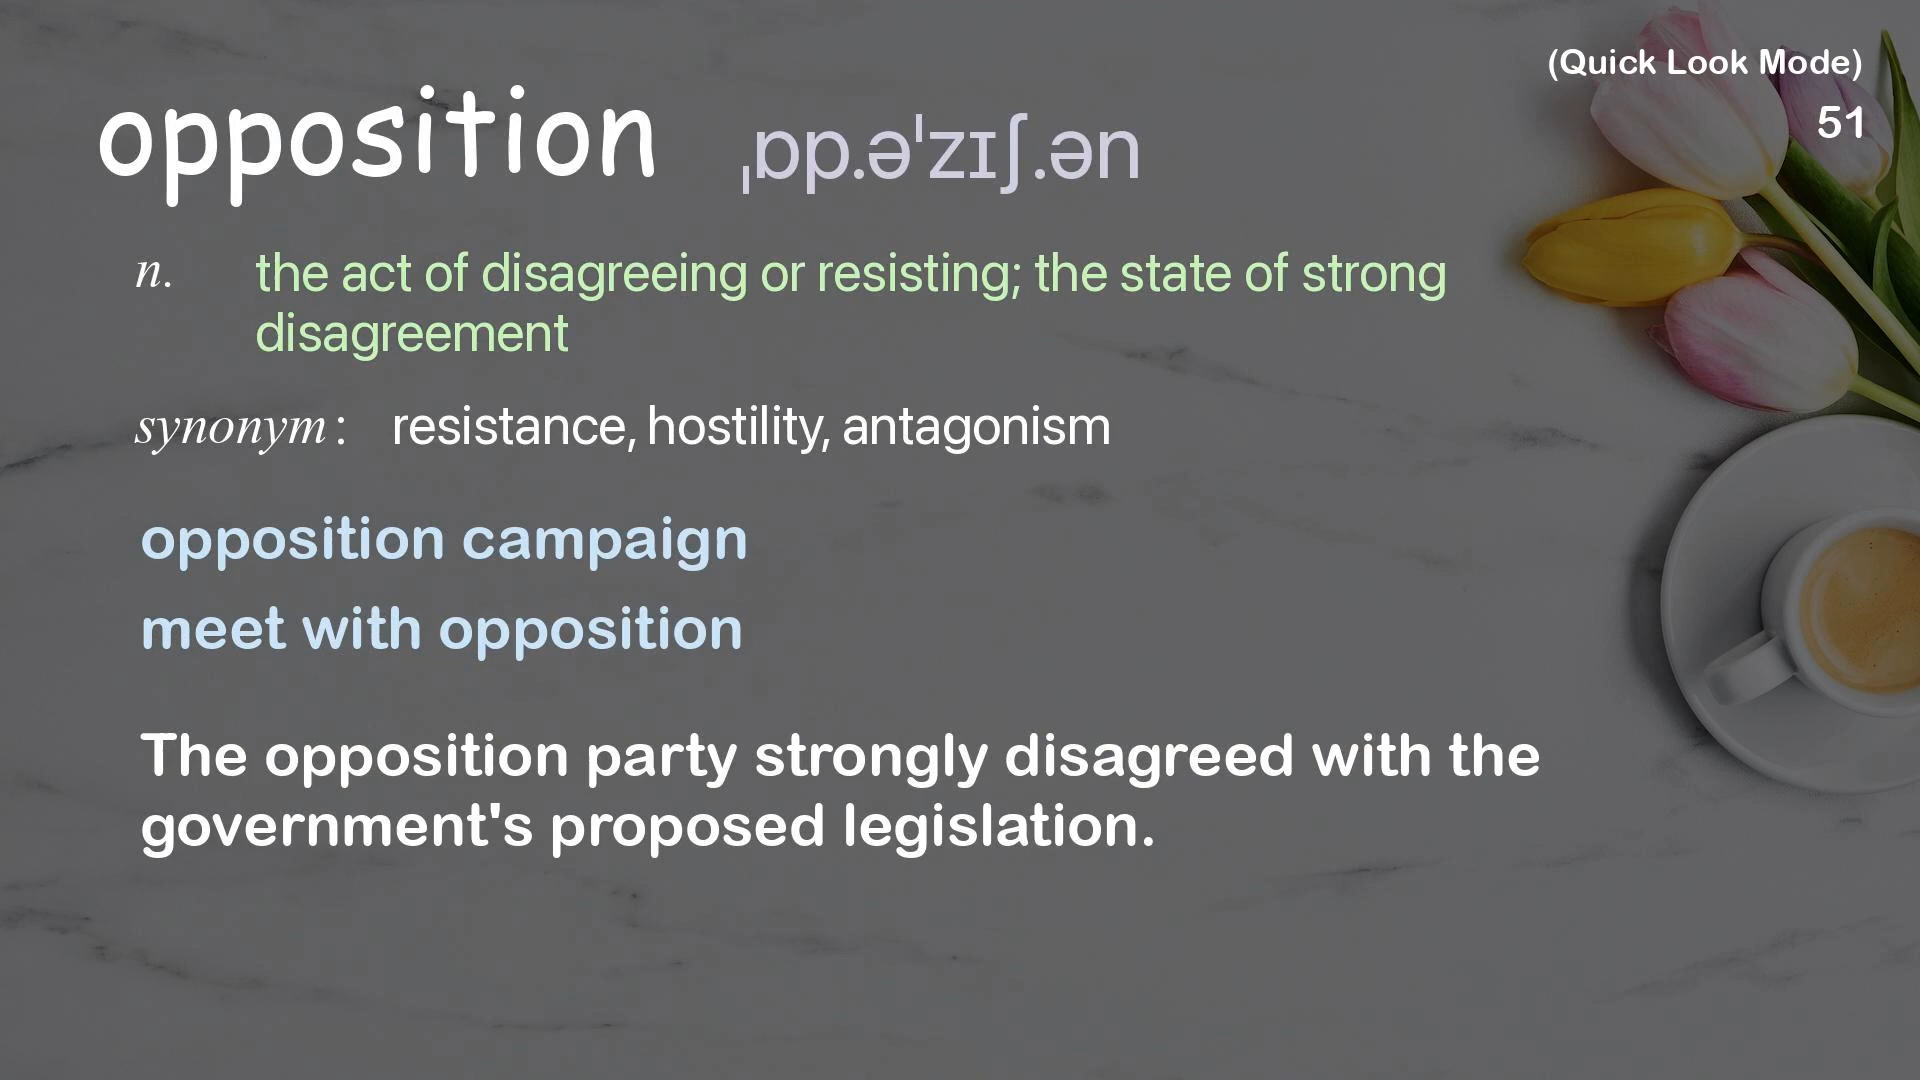 (Quick Look Mode)
51
opposition ˌɒp.əˈzɪʃ.ən
n. the act of disagreeing or resisting; the state of strong
disagreement
synonym: resistance, hostility, antagonism
opposition campaign
meet with opposition
The opposition party strongly disagreed with the
government's proposed legislation.